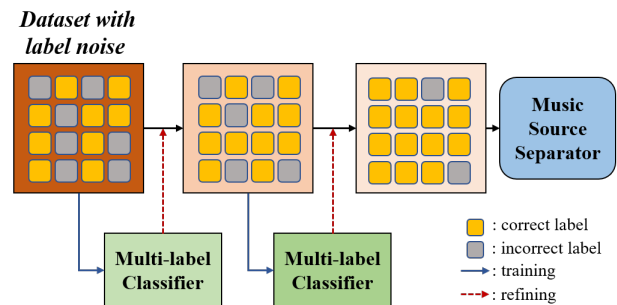 Dataset with
label noise
Music
Source
Separator
Multi-label
Classifier
Multi-label
Classifier
: correct label
: incorrect label
: training
: refining